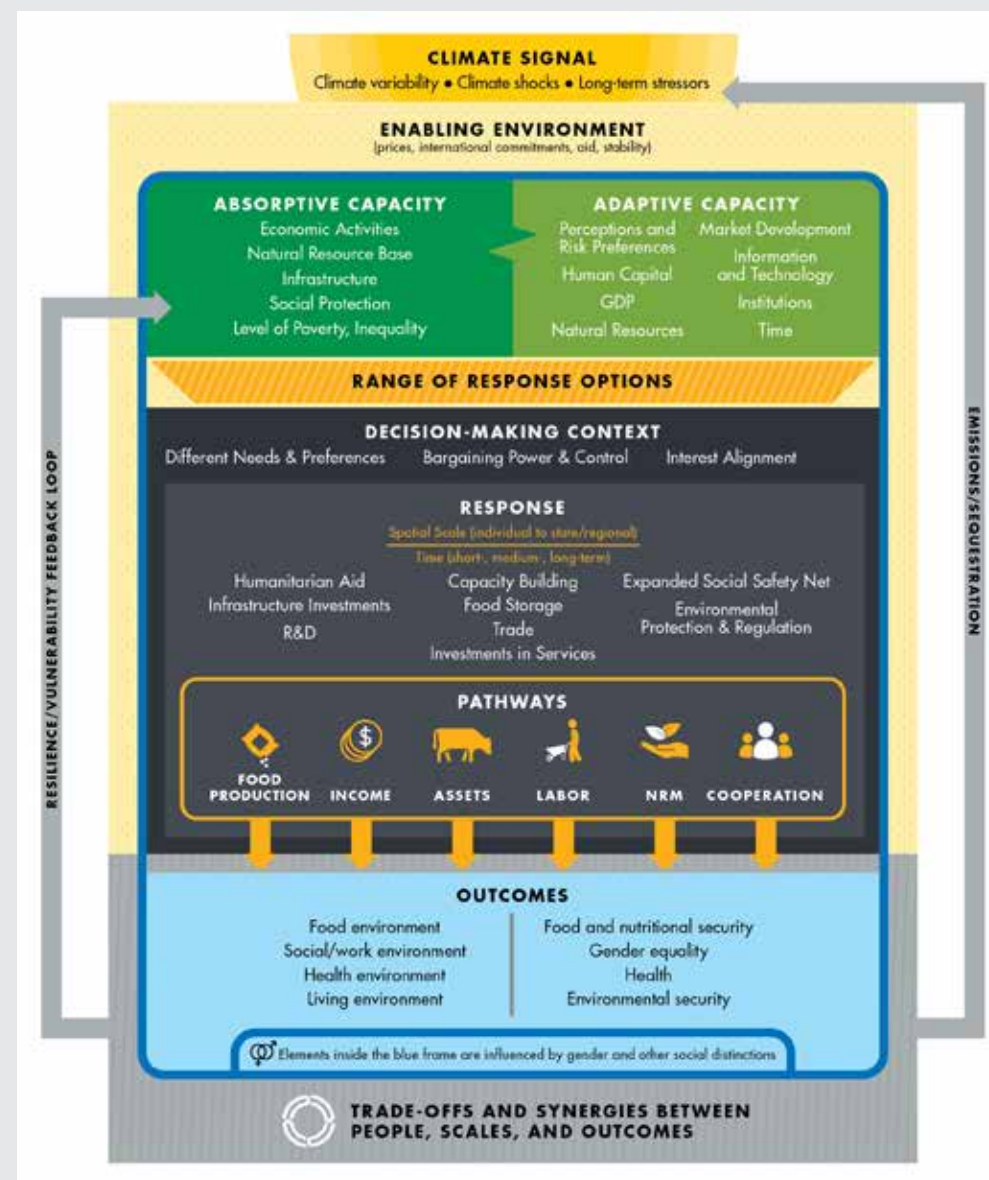 CLIMATE SIGNAL
Climate variability • Climate shocks • Long-term stressors
ENABLING ENVIRONMENT
(prices, international commitments, aid, stability)
ABSORPTIVE CAPACITY
Economic Activities
Natural Resource Base
Infrastructure
Social Protection
Level of Poverty, Inequality
ADAPTIVE CAPACITY
Perceptions and
Risk Preferences
Human Capital
GDP
Natural Resources
Market Development
Information
and Technology
Institutions
Time
RANGE OF RESPONSE OPTIONS
DECISION-MAKING CONTEXT
Different Needs & Preferences
Bargaining Power & Control
Interest Alignment
RESPONSE
Spatial Scale (individual to state/regional)
Time (short-, medium-, long-term)
Humanitarian Aid
Infrastructure Investments
R&D
Capacity Building
Food Storage
Trade
Investments in Services
Expanded Social Safety Net
Environmental
Protection & Regulation
PATHWAYS
FOOD
PRODUCTION
INCOME
ASSETS
LABOR
NRM
COOPERATION
OUTCOMES
Food environment
Social/work environment
Health environment
Living environment
Food and nutritional security
Gender equality
Health
Environmental security
Elements inside the blue frame are influenced by gender and other social distinctions
TRADE-OFFS AND SYNERGIES BETWEEN
PEOPLE, SCALES, AND OUTCOMES
RESILIENCE/VULNERABILITY FEEDBACK LOOP
EMISSIONS/SEQUESTRATION